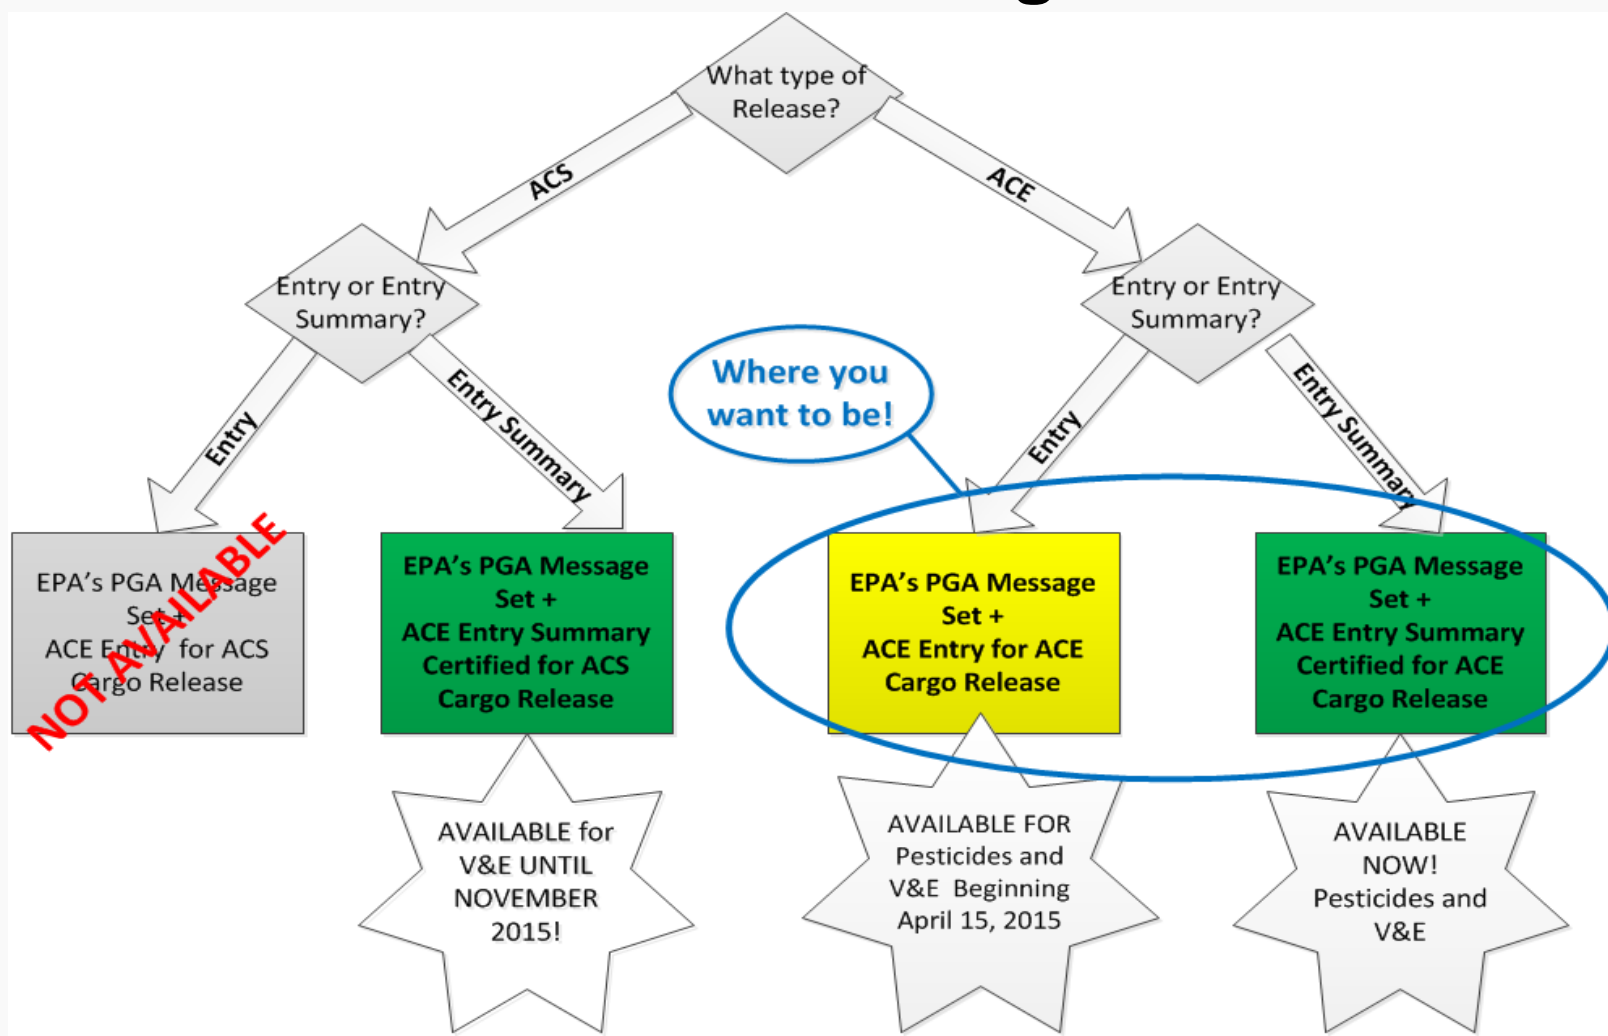 What type of
Release?
ACS
ACE
Entry or Entry
Summary?
Entry or Entry
Summary?
Where you
want to be!
Entry
Entry Summary
Entry
Entry Summary
EPA's PGA Message
Set +
ACE Entry for ACS
Cargo Release
NOT AVAILABLE
EPA's PGA Message
Set +
ACE Entry Summary
Certified for ACS
Cargo Release
EPA's PGA Message
Set +
ACE Entry for ACE
Cargo Release
EPA's PGA Message
Set +
ACE Entry Summary
Certified for ACE
Cargo Release
AVAILABLE for
V&E UNTIL
NOVEMBER
2015!
AVAILABLE FOR
Pesticides and
V&E Beginning
April 15, 2015
AVAILABLE
NOW!
Pesticides and
V&E